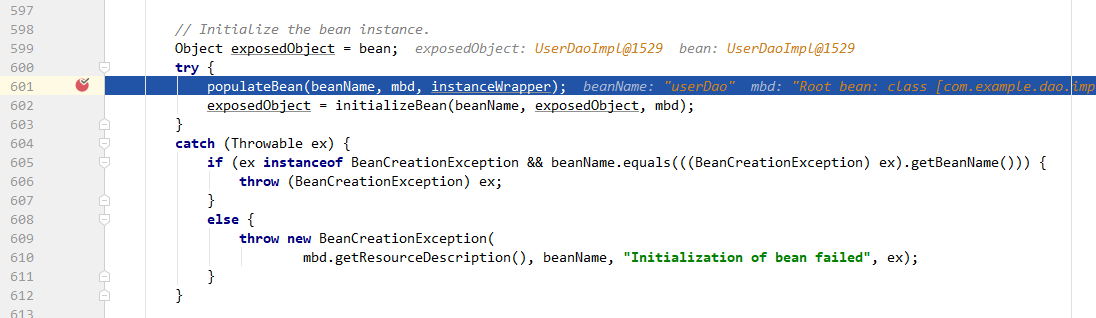 597
598 // Initialize the bean instance.
599 Object exposedObject = bean; exposedObject: UserDaoImpl@1529 bean: UserDaoImpl@1529
600 try {
601 populateBean(beanName, mbd, instanceWrapper); beanName: "userDao" mbd: "Root bean: class [com.example.dao.imp
602 exposedObject = initializeBean(beanName, exposedObject, mbd);
603 }
604 catch (Throwable ex) {
605 if (ex instanceof BeanCreationException && beanName.equals(((BeanCreationException) ex).getBeanName())) {
606 throw (BeanCreationException) ex;
607 }
608 else {
609 throw new BeanCreationException(
610 mbd.getResourceDescription(), beanName, "Initialization of bean failed", ex);
611 }
612 }
613